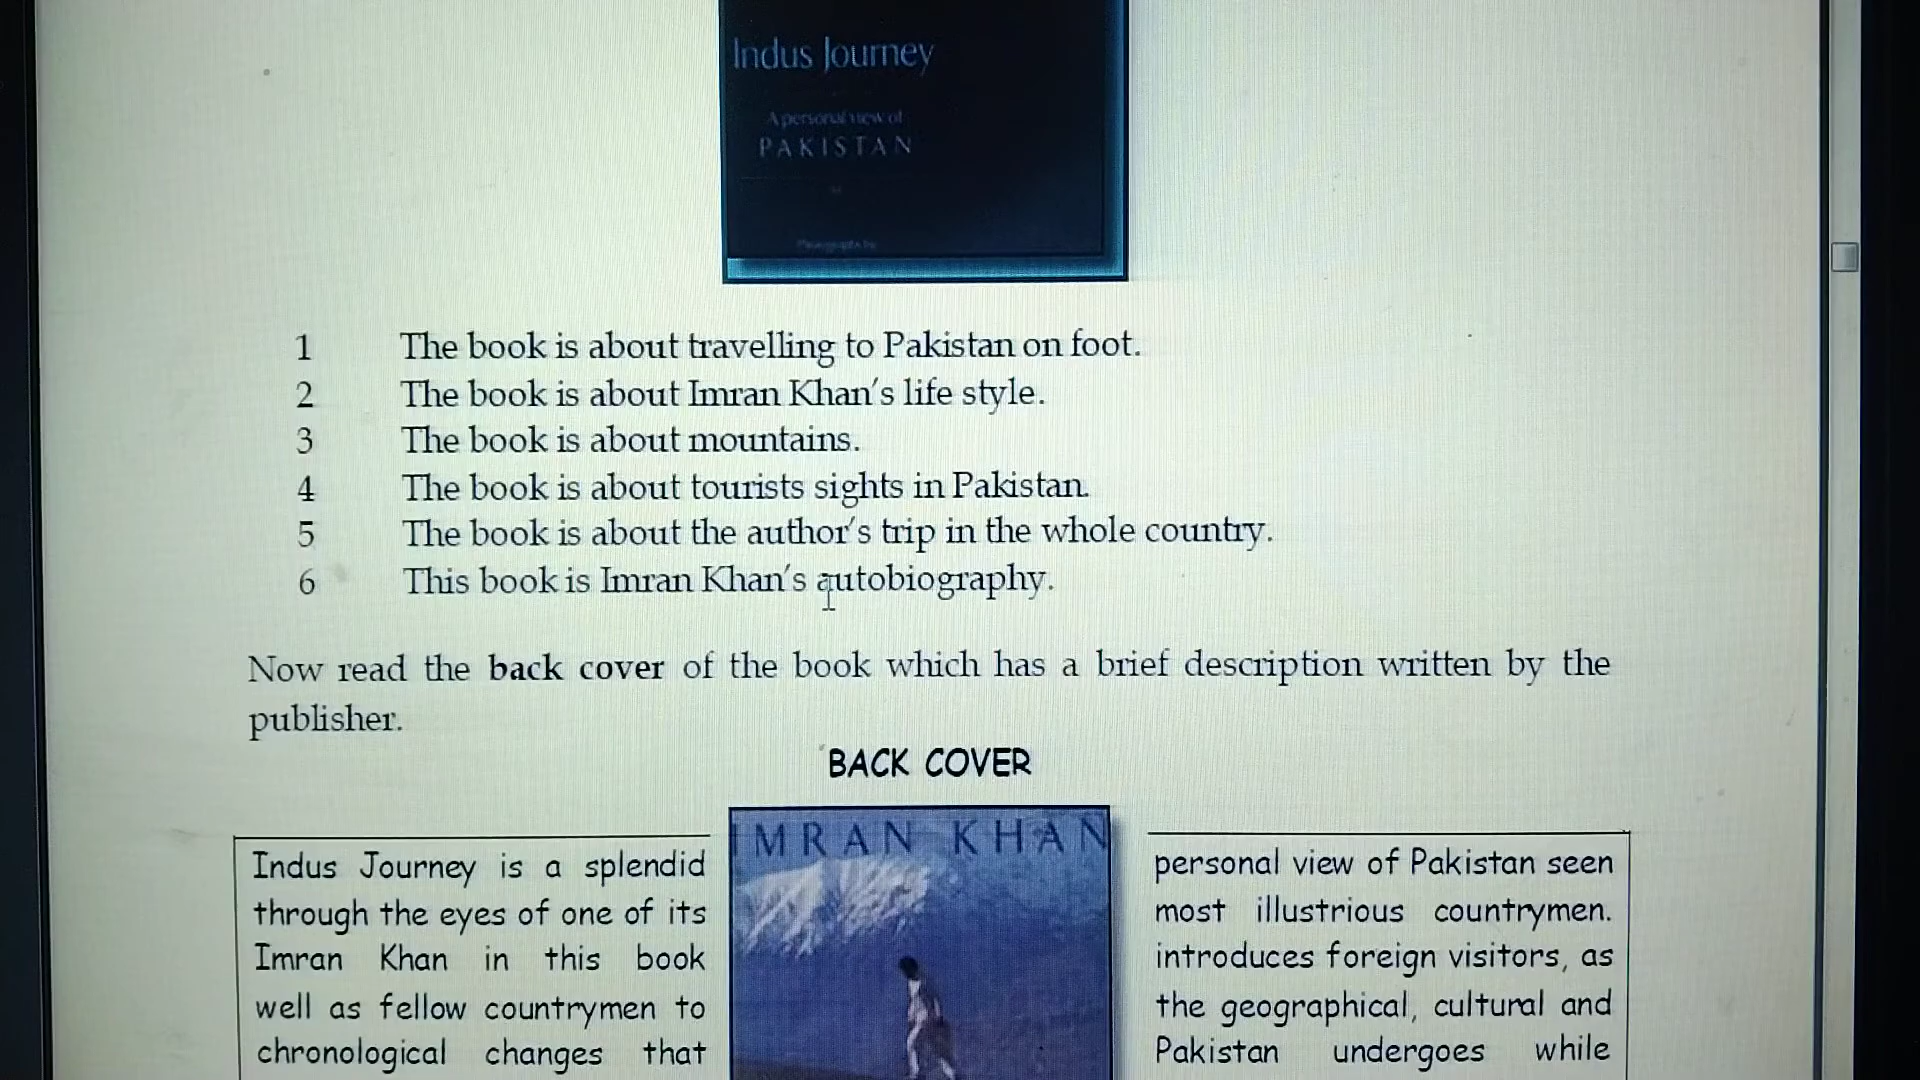 Indus Journey
A personal view of
PAKISTAN
Photographs by
1 The book is about travelling to Pakistan on foot.
2 The book is about Imran Khan's life style.
3 The book is about mountains.
4 The book is about tourists sights in Pakistan.
5 The book is about the author's trip in the whole country.
6 This book is Imran Khan's autobiography.
Now read the back cover of the book which has a brief description written by the
publisher.
BACK COVER
IMRAN KHAN
Indus Journey is a splendid personal view of Pakistan seen
through the eyes of one of its most illustrious countrymen.
Imran Khan in this book introduces foreign visitors, as
well as fellow countrymen to the geographical, cultural and
chronological changes that Pakistan undergoes while